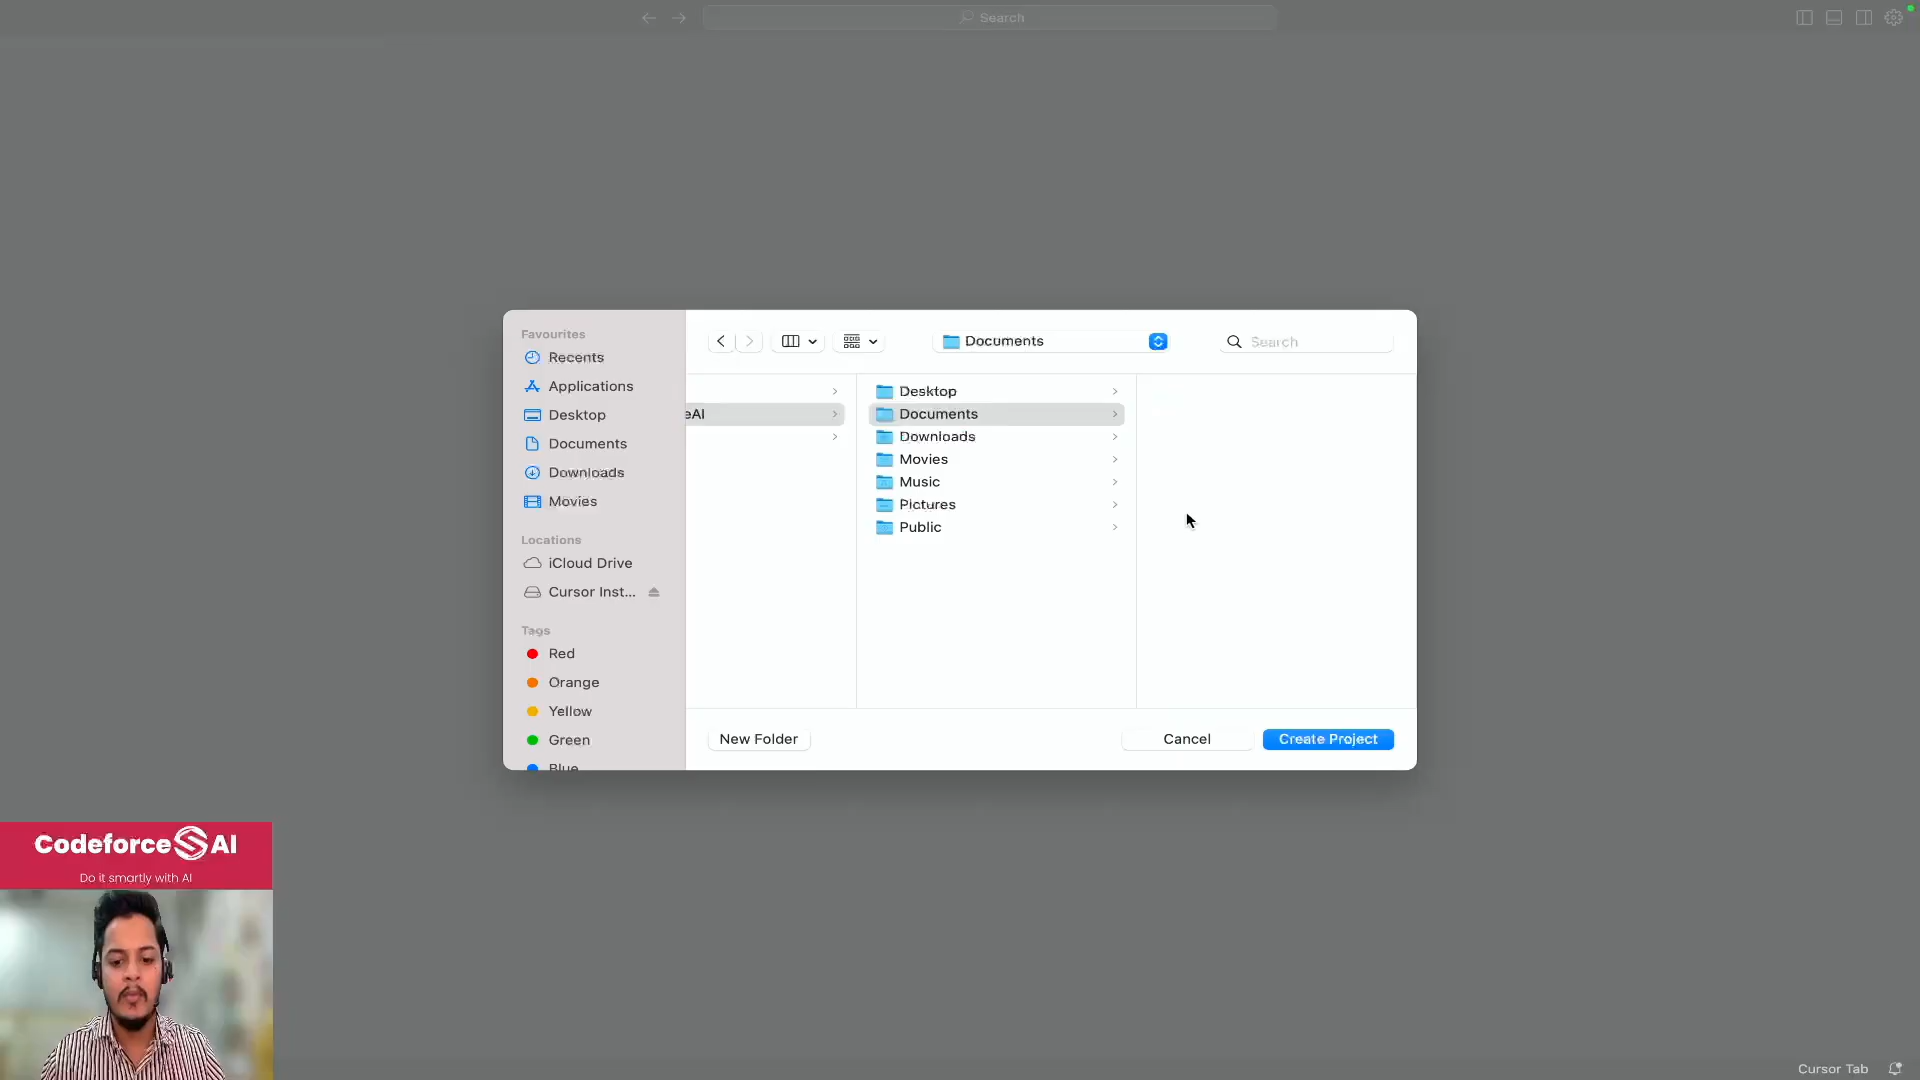 Search
Favourites
Recents
Applications
Desktop
Documents
Downloads
Movies
Locations
iCloud Drive
Cursor Inst...
Tags
Red
Orange
Yellow
Green
Blue
Documents
Search
eAI
Desktop
Documents
Downloads
Movies
Music
Pictures
Public
New Folder
Cancel
Create Project
Codeforce AI
Do it smartly with AI
Cursor Tab